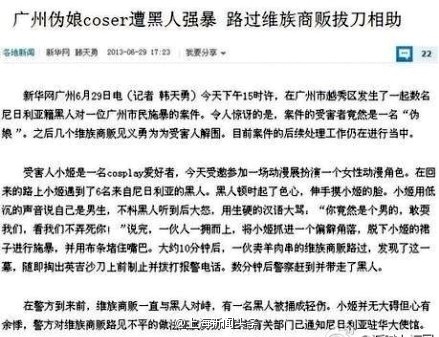 广州伪娘coser遭黑人强暴 路过维族商贩拔刀相助
各地新闻 新华网广州 韩天勇 2013-06-29 17:23 我要分享 22
新华网广州6月29日电（记者 韩天勇）今天下午15时许，在广州市越秀区发生了一起数名
尼日利亚籍黑人对一位广州市民施暴的案件。令人惊讶的是，案件的受害者竟然是一名“伪
娘”。之后几个维族商贩见义勇为为受害人解围。目前案件的后续处理工作仍在进行当中。
受害人小姬是一名cosplay爱好者，今天受邀参加一场动漫展扮演一个女性动漫角色。在回
来的路上小姬遇到了6名来自尼日利亚的黑人。黑人顿时起了色心，伸手摸小姬的胎。小姬用低
沉的声音说自己是男生，不料黑人听到后大怒，用生硬的汉语大骂：“你竟然是个男的，敢耍
我们，看我们不弄死你！”说完，一伙人一拥而上，将小姬抓进一个偏僻角落，脱下小姬的裙
子进行施暴，并用布条堵住嘴巴。大约10分钟后，一伙卖羊肉串的维族商贩路过，发现了这一
幕，随即掏出英吉沙刀上前制止并拨打报警电话。数分钟后警察赶到并带走了黑人。
在警方到来前，维族商贩一直与黑人对峙，有一名黑人被捅成轻伤。小姬并无大碍但心有
余悸，警方对维族商贩路见不平的做法 有关部门已通知尼日利亚驻华大使馆。
@上海新闻